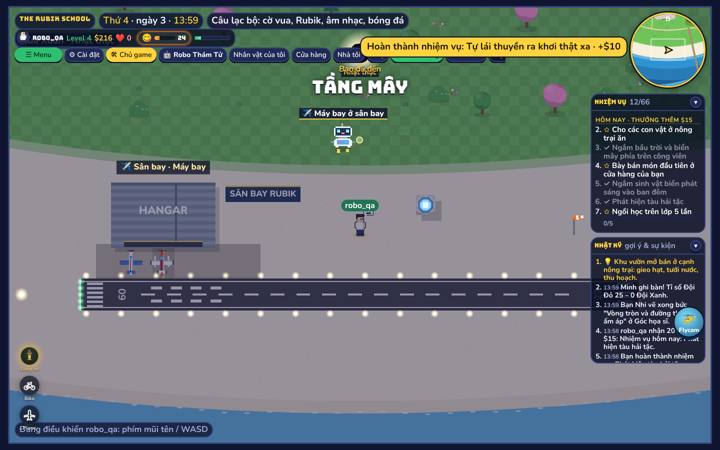 THE RUBIK SCHOOL
Thứ 4 · ngày 3 · 13:59
Câu lạc bộ: cờ vua, Rubik, âm nhạc, bóng đá
ROBO_QA Level 4 $216 0
24
Menu
Cài đặt
Chủ game
Robo Thám Tử
Nhân vật của tôi
Cửa hàng
Nhà tôi
Hoàn thành nhiệm vụ: Tự lái thuyền ra khơi thật xa · +$10
TẦNG MÂY
Máy bay ở sân bay
Sân bay · Máy bay
SÂN BAY RUBIK
HANGAR
robo_qa
09
NHIỆM VỤ 12/66
HÔM NAY · THƯỞNG THÊM $15
2. ☆ Cho các con vật ở nông trại ăn
3. ✓ Ngắm bầu trời và biển mây phía trên công viên
4. ☆ Bày bán món đầu tiên ở cửa hàng của bạn
5. ✓ Ngắm sinh vật biển phát sáng vào ban đêm
6. ✓ Phát hiện tàu hải tặc
7. ☆ Ngồi học trên lớp 5 lần
0/5
NHẬT KÝ gợi ý & sự kiện
1. Khu vườn mở bán ở cạnh nông trại: gieo hạt, tưới nước, thu hoạch.
2. 13:59 Minh ghi bàn! Tỉ số Đội Đỏ 25 – 0 Đội Xanh.
3. 13:59 Bạn Nhi vẽ xong bức "Vòng tròn và đường
ấm áp" ở Góc họa sĩ.
4. 13:58 robo_qa nhận 20
$15: Nhiệm vụ hôm nay:
hiện tàu hải tặc.
5. 13:58 Bạn hoàn thành nhiệm
Flycam
Đang điều khiển robo_qa: phím mũi tên / WASD